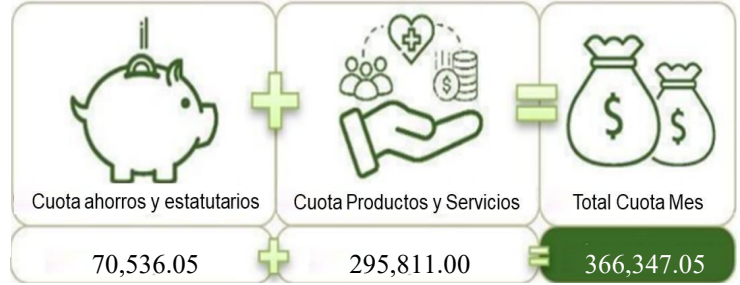 $
$ $
Cuota ahorros y estatutarios Cuota Productos y Servicios Total Cuota Mes
70,536.05 + 295,811.00 = 366,347.05